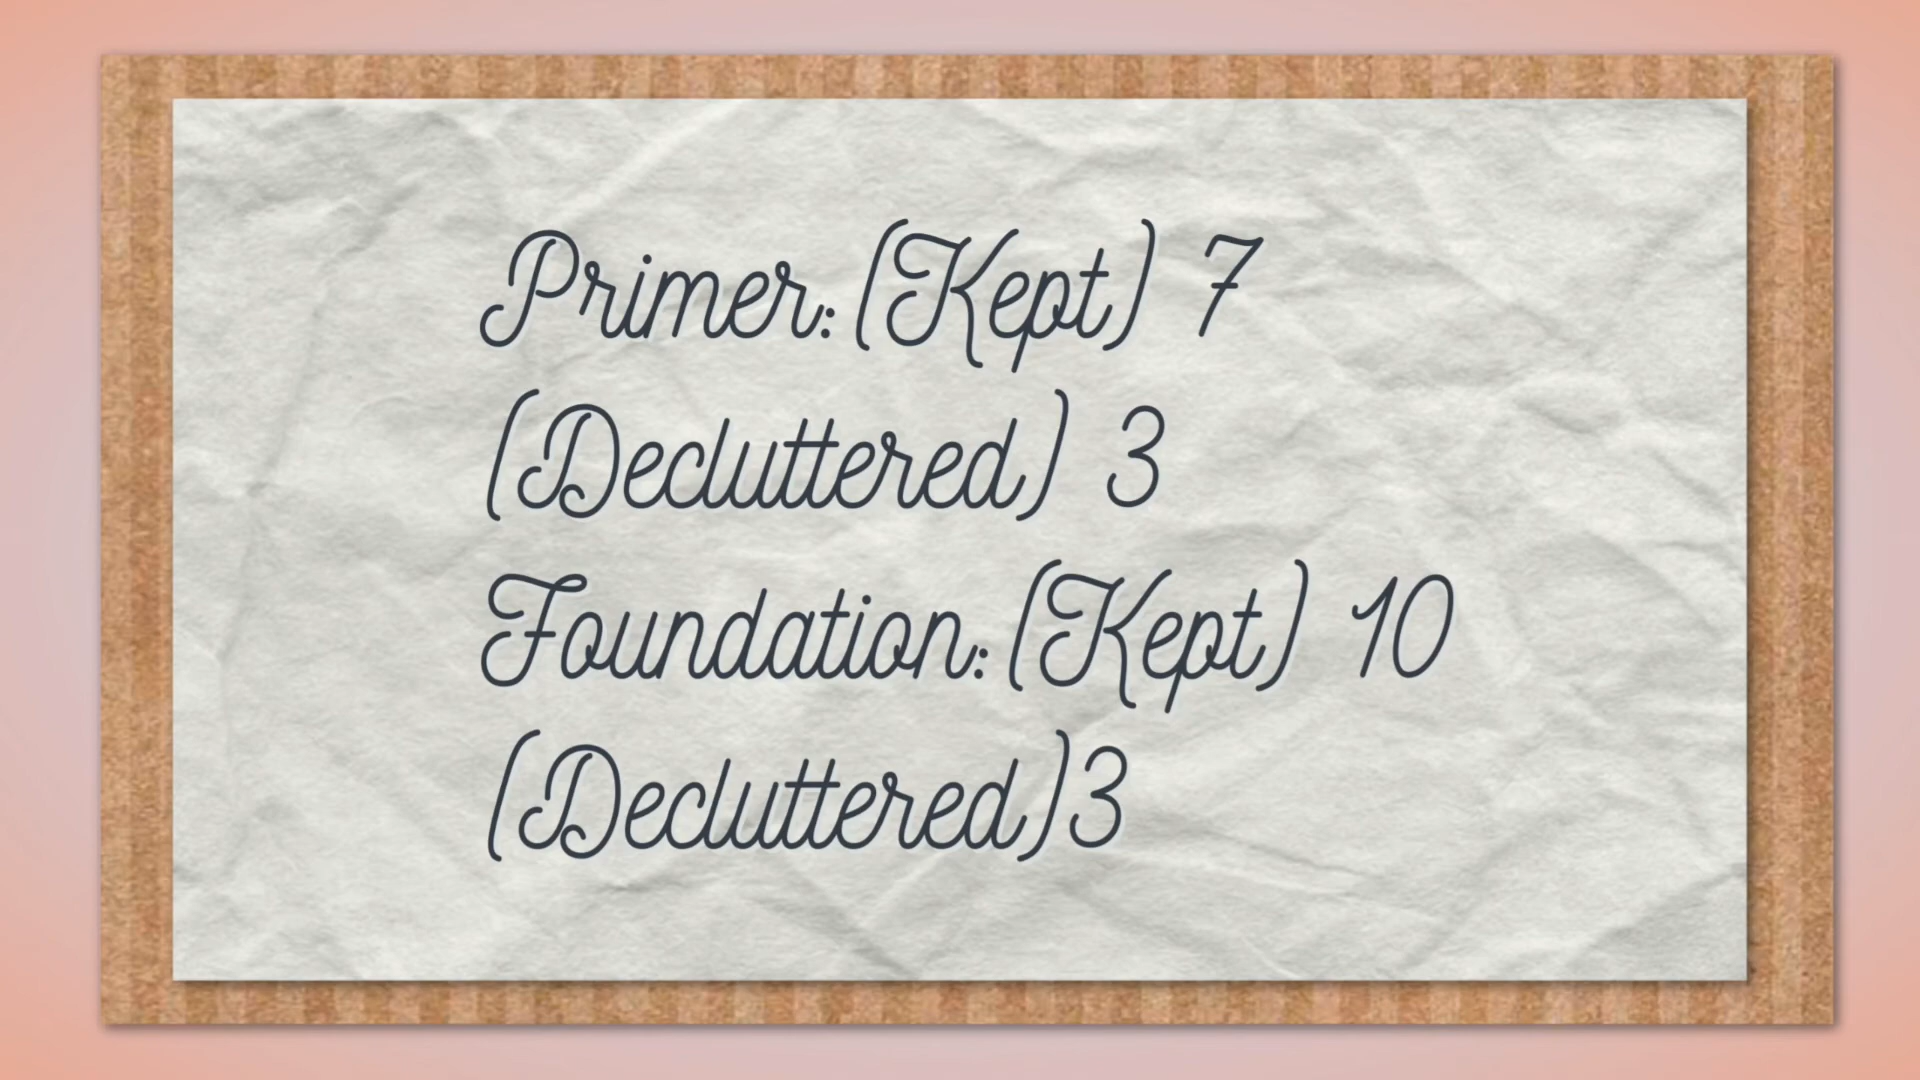 Primer: (Kept) 7
(Decluttered) 3
Foundation: (Kept) 10
(Decluttered)3